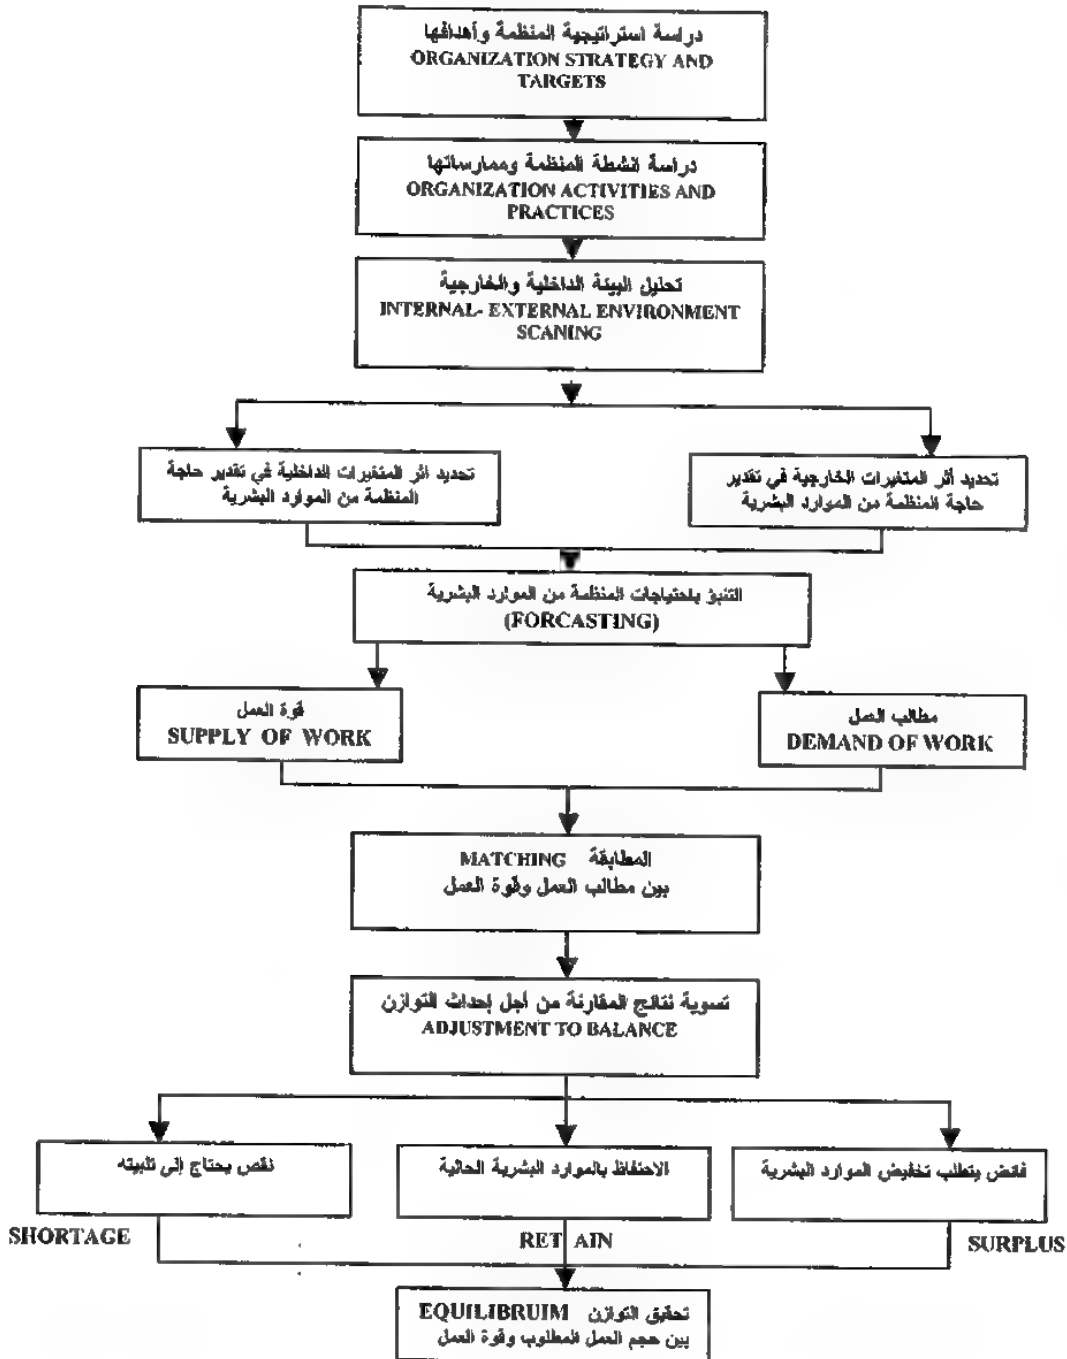 دراسة استراتيجية المنظمة وأهدافها
ORGANIZATION STRATEGY AND
TARGETS
دراسة انشطة المنظمة وممارساتها
ORGANIZATION ACTIVITIES AND
PRACTICES
تحليل البيئة الداخلية والخارجية
INTERNAL- EXTERNAL ENVIRONMENT
SCANING
تحديد أثر المتغيرات الخارجية في تقدير
حاجة المنظمة من الموارد البشرية
تحديد أثر المتغيرات الداخلية في تقدير حاجة
المنظمة من الموارد البشرية
التنبؤ باحتياجات المنظمة من الموارد البشرية
(FORCASTING)
مطالب العمل
DEMAND OF WORK
قوة العمل
SUPPLY OF WORK
المطابقة MATCHING
بين مطالب العمل وقوة العمل
تسوية نتائج المقارنة من أجل إحداث التوازن
ADJUSTMENT TO BALANCE
فائض يتطلب تخفيض الموارد البشرية
الاحتفاظ بالموارد البشرية الحالية
نقص يحتاج إلى تلبيته
SURPLUS
RET AIN
SHORTAGE
تحقيق التوازن EQUILIBRUIM
بين حجم العمل المطلوب وقوة العمل